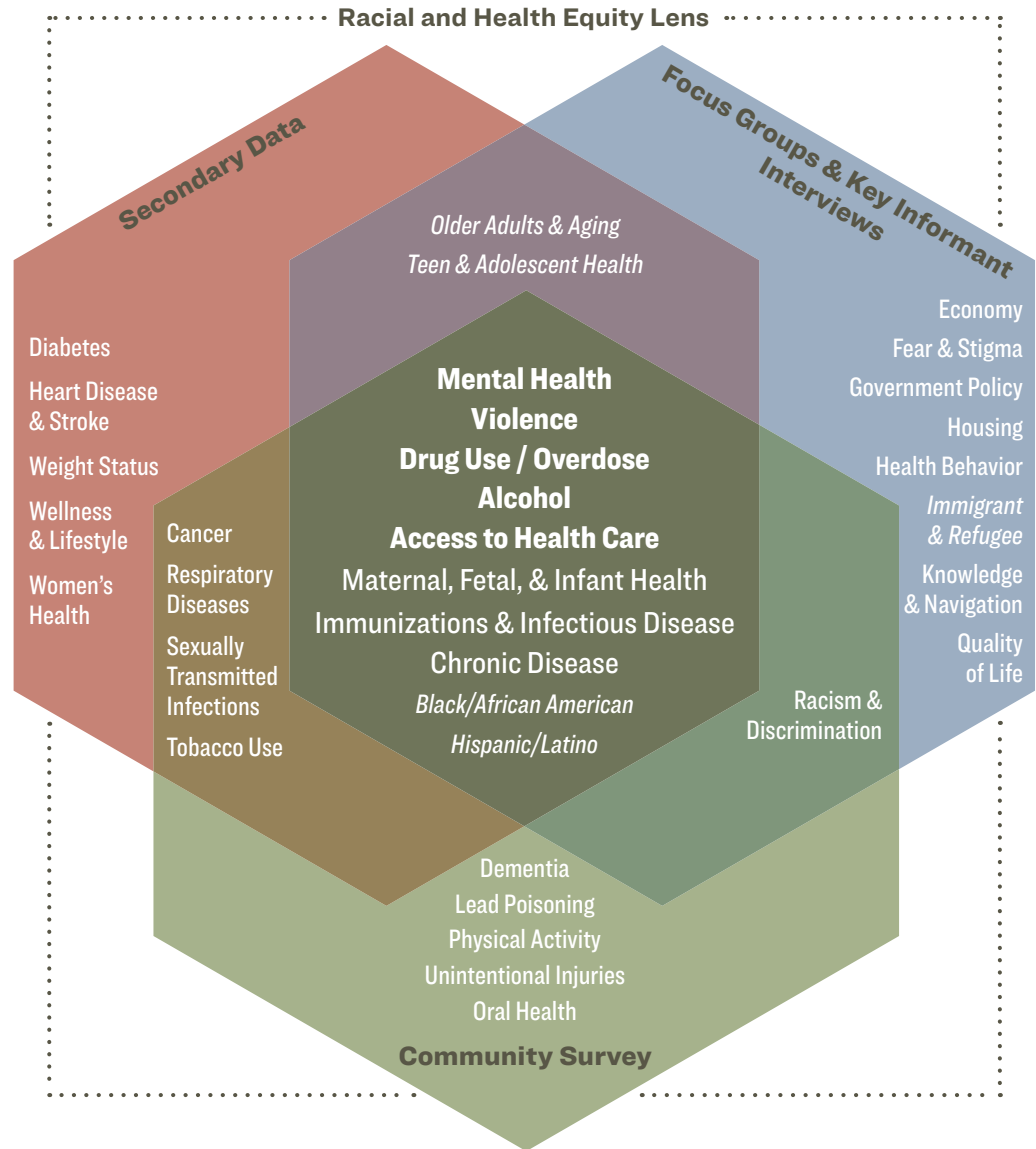 Racial and Health Equity Lens
Secondary Data
Focus Groups & Key Informant
Interviews
Older Adults & Aging
Teen & Adolescent Health
Diabetes
Heart Disease
& Stroke
Weight Status
Wellness
& Lifestyle
Women’s
Health
Cancer
Respiratory
Diseases
Sexually
Transmitted
Infections
Tobacco Use
Mental Health
Violence
Drug Use / Overdose
Alcohol
Access to Health Care
Maternal, Fetal, & Infant Health
Immunizations & Infectious Disease
Chronic Disease
Black/African American
Hispanic/Latino
Economy
Fear & Stigma
Government Policy
Housing
Health Behavior
Immigrant
& Refugee
Knowledge
& Navigation
Quality
of Life
Racism &
Discrimination
Dementia
Lead Poisoning
Physical Activity
Unintentional Injuries
Oral Health
Community Survey